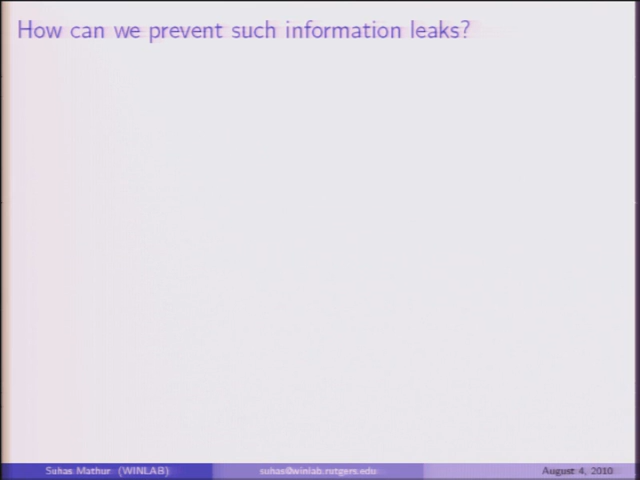 How can we prevent such information leaks?
Suhas Mathur (WINLAB)
suhas@winlab.rutgers.edu
August 4, 2010